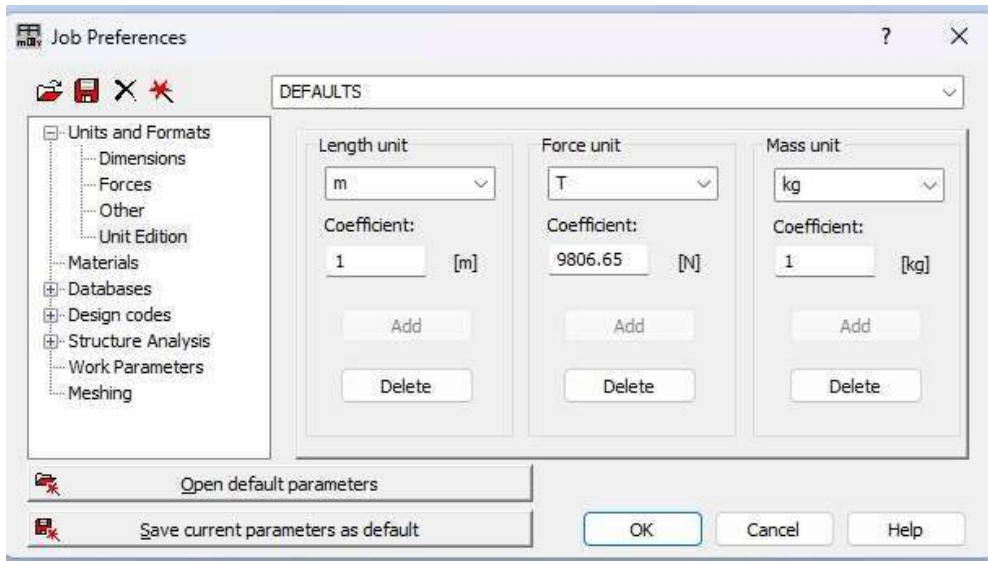 Job Preferences
?
DEFAULTS
Units and Formats
Dimensions
Forces
Other
Unit Edition
Materials
Databases
Design codes
Structure Analysis
Work Parameters
Meshing
Length unit
m
Coefficient:
1 [m]
Add
Delete
Force unit
T
Coefficient:
9806.65 [N]
Add
Delete
Mass unit
kg
Coefficient:
1 [kg]
Add
Delete
Open default parameters
Save current parameters as default
OK
Cancel
Help